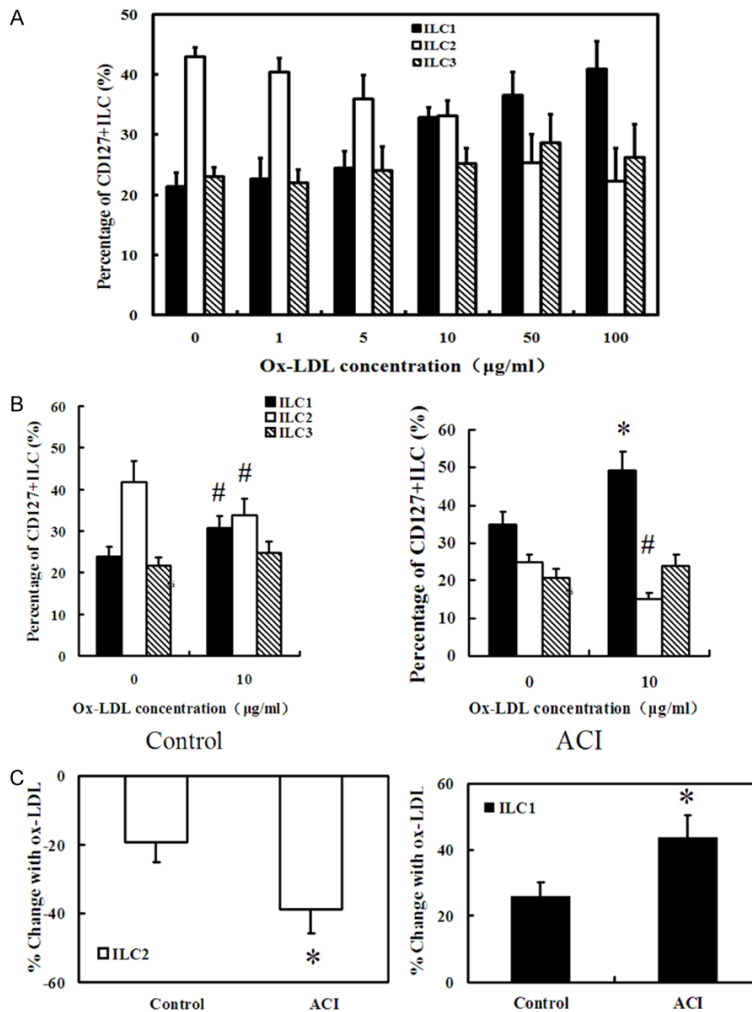 A
ILC1
ILC2
ILC3
Percentage of CD127+ILC (%)
50
40
30
20
10
0
0 1 5 10 50 100
Ox-LDL concentration (μg/ml)
B
ILC1
ILC2
ILC3
Percentage of CD127+ILC (%)
60
50
40
30
20
10
0
# #
0 10
Ox-LDL concentration (μg/ml)
Control
Percentage of CD127+ILC (%)
60
50
40
30
20
10
0
*
#
0 10
Ox-LDL concentration (μg/ml)
ACI
C
% Change with ox-LDL
0
-20
-40
-60
ILC2
*
Control ACI
% Change with ox-LDL
60
40
20
0
ILC1
*
Control ACI